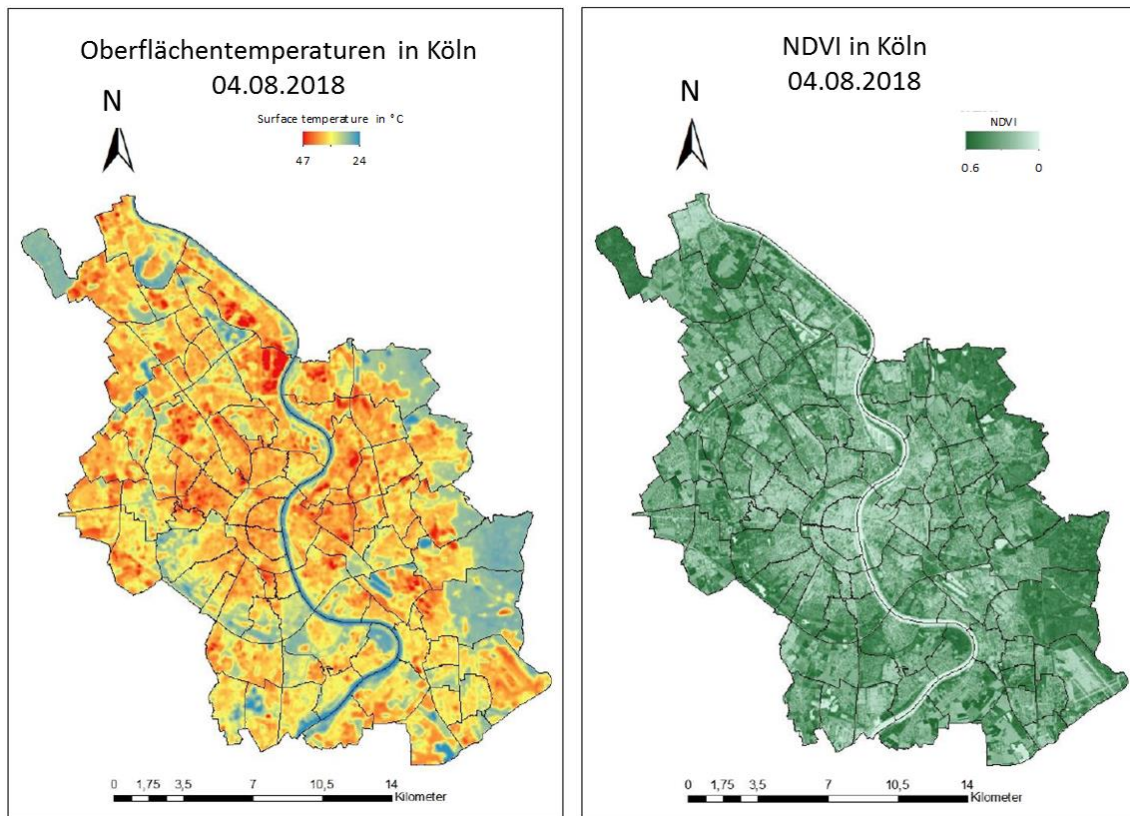 Oberflächentemperaturen in Köln
04.08.2018
N
Surface temperature in °C
47 24
0 1,75 3,5 7 10,5 14
Kilometer
NDVI in Köln
04.08.2018
N
NDVI
0.6 0
0 1,75 3,5 7 10,5 14
Kilometer